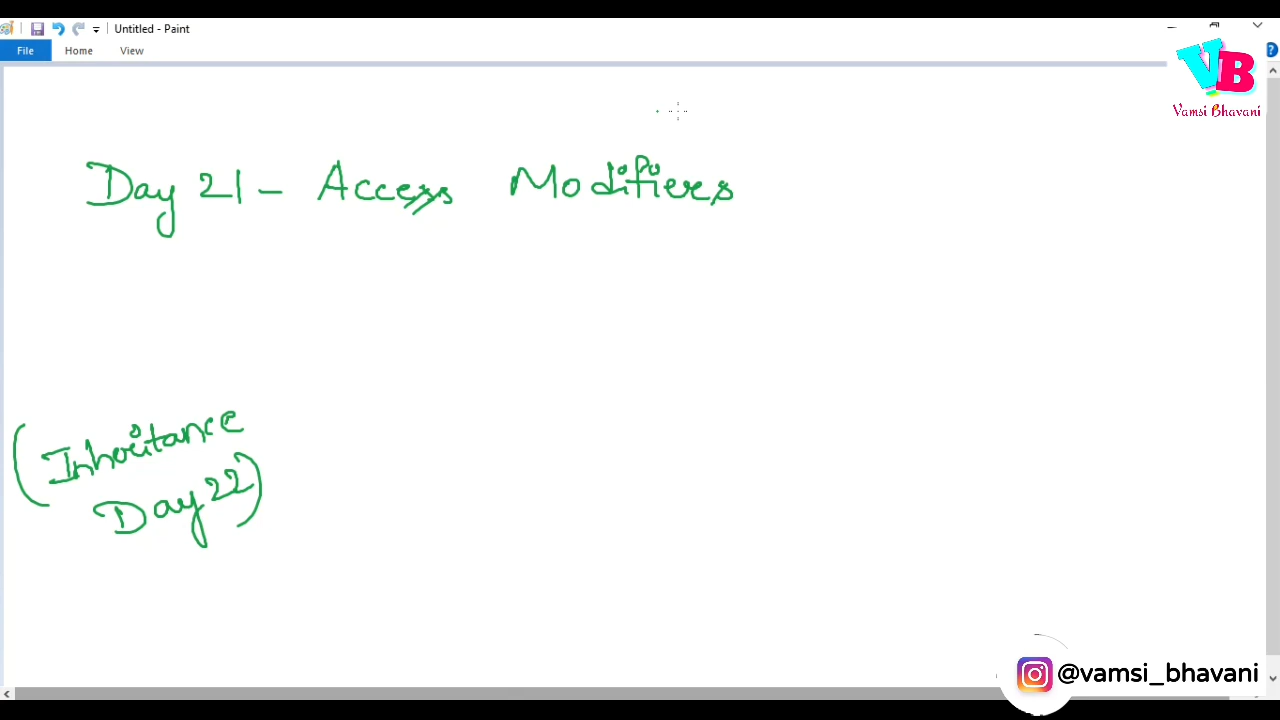 Untitled - Paint
File Home View
VB
Vamsi Bhavani
Day 21 - Access Modifiers
(Inheritance
Day 22)
@vamsi_bhavani